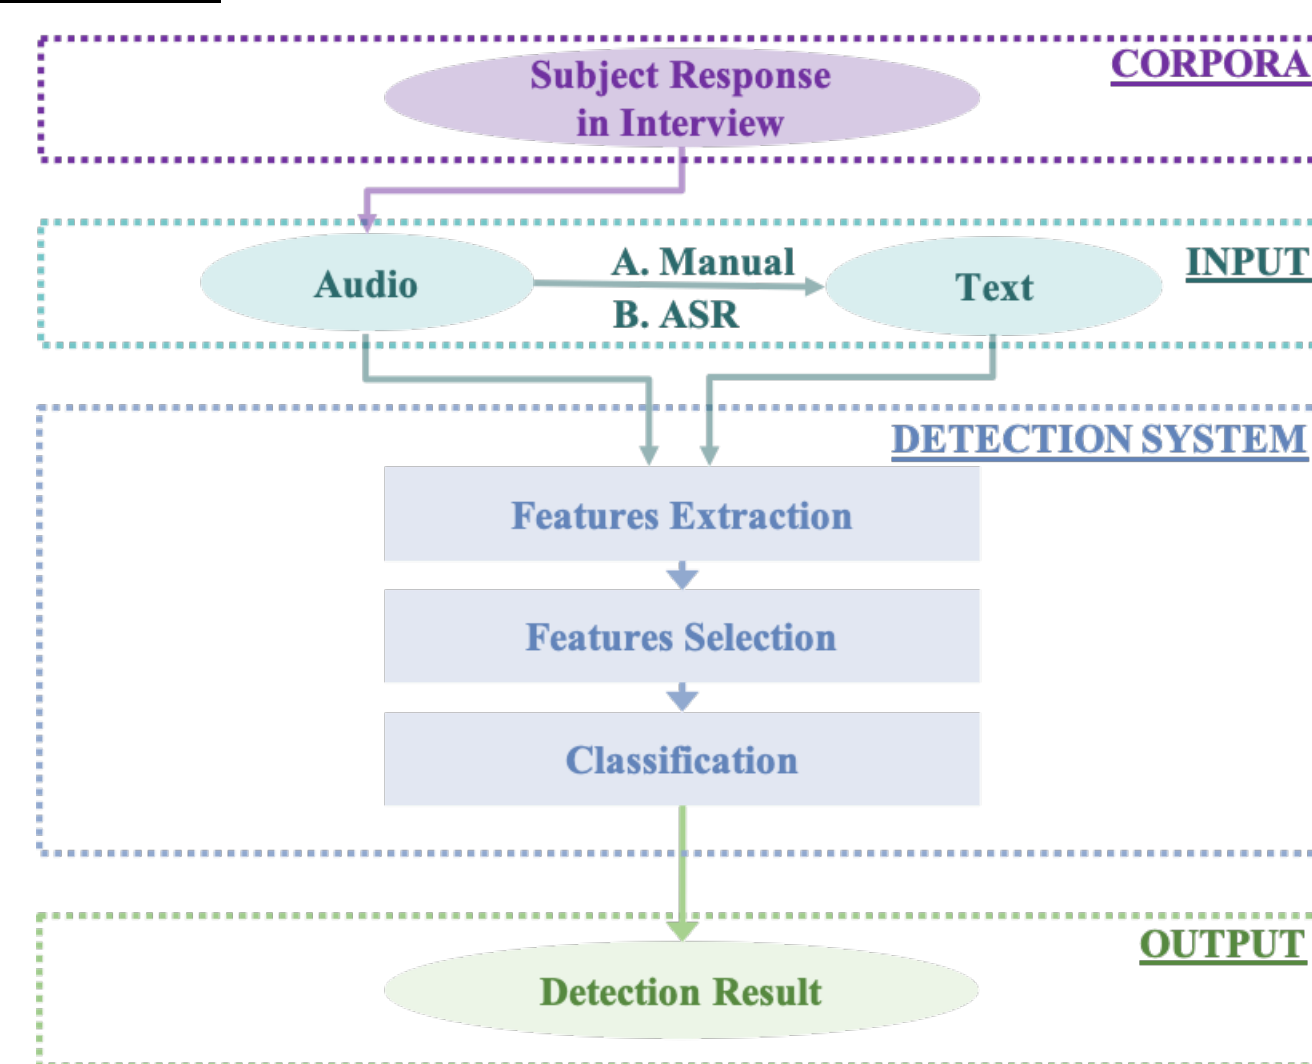 CORPORA
Subject Response
in Interview
INPUT
Audio
A. Manual
B. ASR
Text
DETECTION SYSTEM
Features Extraction
Features Selection
Classification
OUTPUT
Detection Result